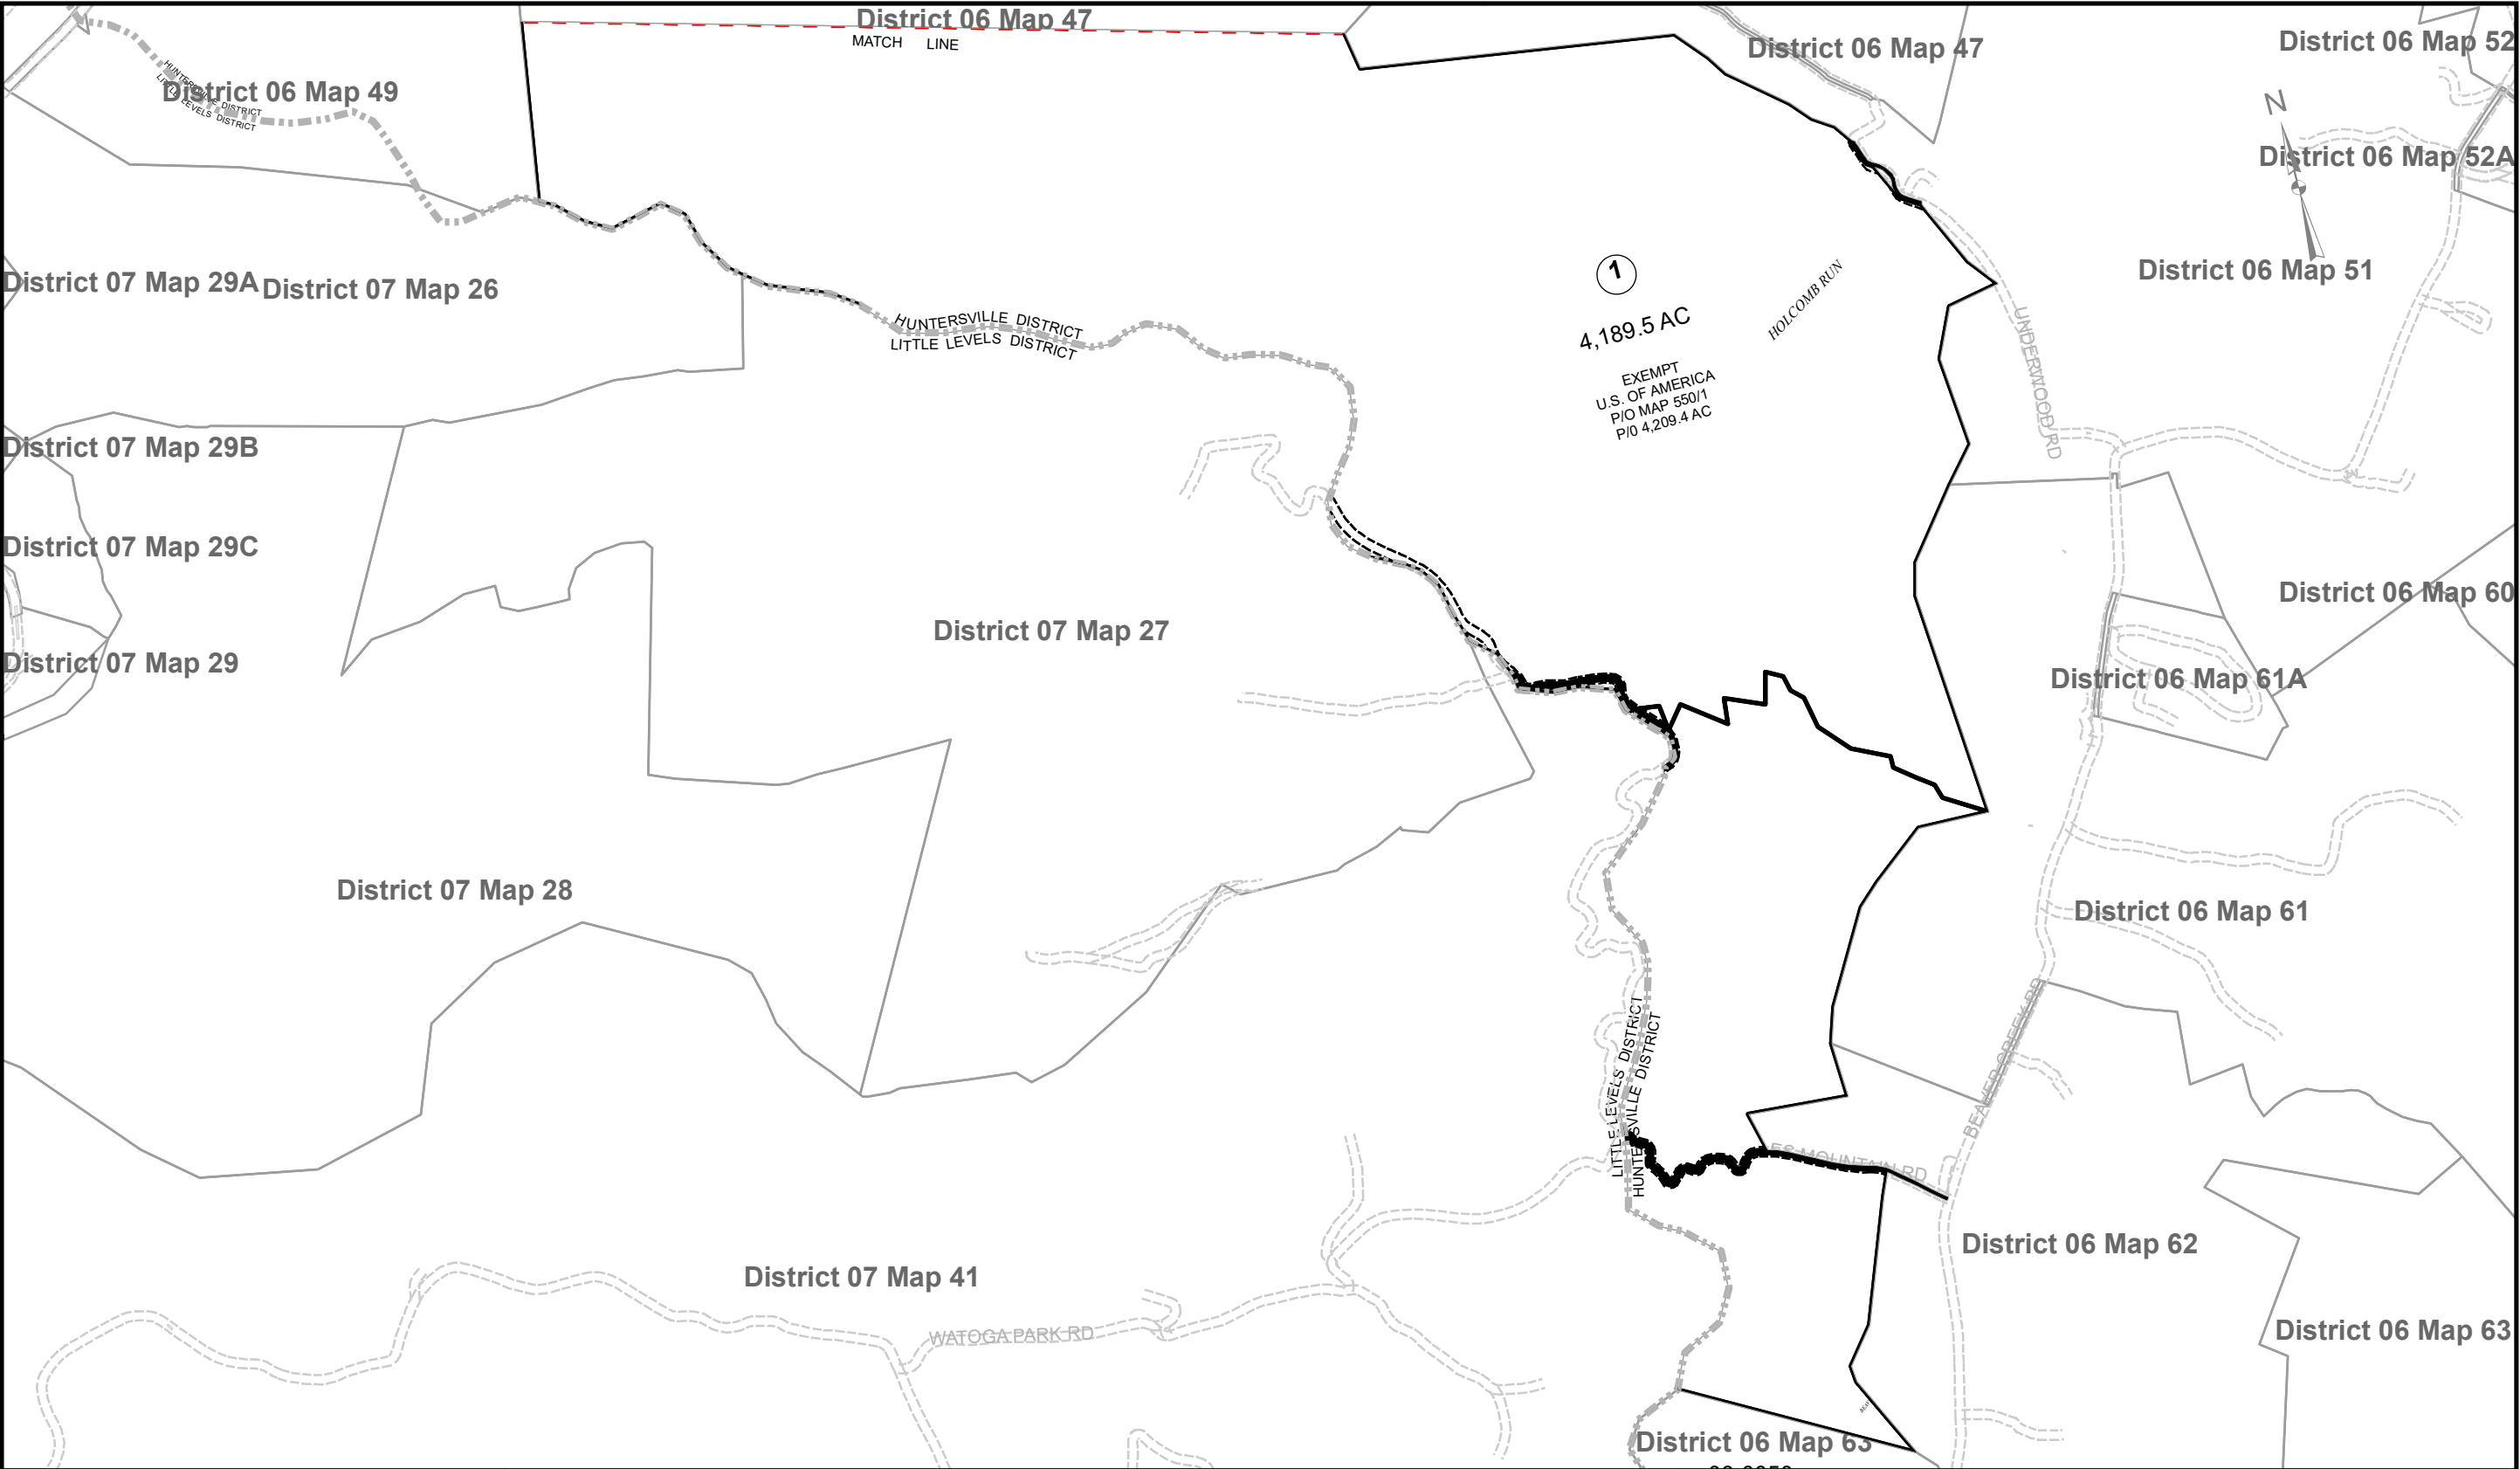 District 06 Map 47
MATCH LINE
District 06 Map 47
District 06 Map 52
HUNTERSVILLE DISTRICT
LITTLE LEVELS DISTRICT
District 06 Map 49
N
District 06 Map 52A
District 07 Map 29A
District 07 Map 26
1
4,189.5 AC
EXEMPT
U.S. OF AMERICA
P/O MAP 550/1
P/0 4,209.4 AC
HOLCOMB RUN
District 06 Map 51
HUNTERSVILLE DISTRICT
LITTLE LEVELS DISTRICT
UNDERWOOD RD
District 07 Map 29B
District 07 Map 29C
District 06 Map 60
District 07 Map 27
District 07 Map 29
District 06 Map 61A
District 07 Map 28
District 06 Map 61
LITTLE LEVELS DISTRICT
HUNTERSVILLE DISTRICT
BEAVER CREEK RD
ES MOUNTAIN RD
District 06 Map 62
District 07 Map 41
WATOGA PARK RD
District 06 Map 63
District 06 Map 63